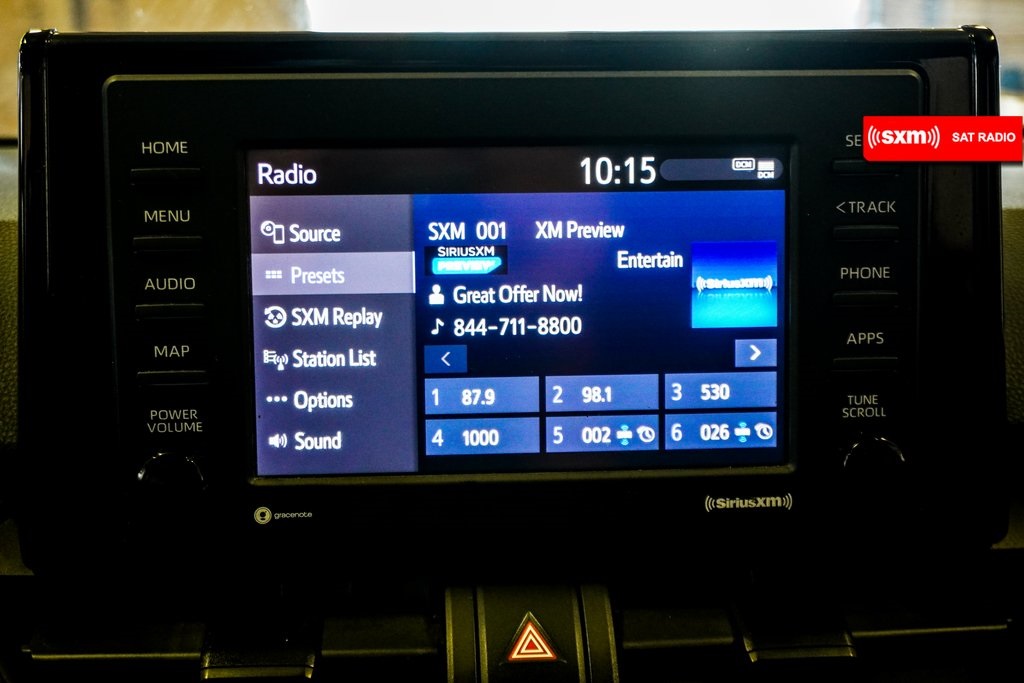 HOME
MENU
AUDIO
MAP
POWER
VOLUME
Radio
10:15
DCM
DCM
Source
Presets
SXM Replay
Station List
Options
Sound
SXM 001 XM Preview
SIRIUSXM
PREVIEW
Entertain
Great Offer Now!
844-711-8800
((SiriusXM))
<
>
1 87.9
2 98.1
3 530
4 1000
5 002
6 026
gracenote
((SiriusXM))
((sxm)) SAT RADIO
< TRACK
PHONE
APPS
TUNE
SCROLL